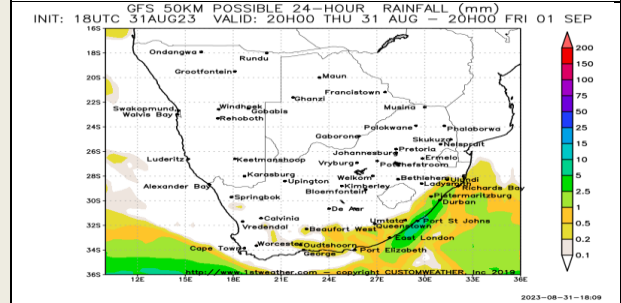 GFS 50KM POSSIBLE 24-HOUR RAINFALL (mm)
INIT: 18UTC 31AUG23 VALID: 20H00 THU 31 AUG - 20H00 FRI 01 SEP
16S
Ondangwa
Rundu
200
18S
150
Grootfontein
Maun
100
20S
Francistown
75
Ghanzi
22S
Windhoek
Gobabis
Musina
50
Swakopmund
Walvis Bay
Rehoboth
25
24S
Polokwane
Phalaborwa
Gaborone
Skukuza
15
Johannesburg
Pretoria
Nelspruit
26S
Luderitz
Keetmanshoop
Vryburg
Potchefstroom
Ermelo
10
28S
Karasburg
Upington
Welkom
Bethlehem
Ulundi
5
Alexander Bay
Kimberley
Ladysmith
Richards Bay
Bloemfontein
2.5
30S
Springbok
Pietermaritzburg
Durban
De Aar
1
Calvinia
Umtata
Port St Johns
32S
Vredendal
Beaufort West
Queenstown
0.5
East London
Cape Town
Worcester
Oudtshoorn
0.2
34S
George
Port Elizabeth
0.1
http://www.1stweather.com - copyright CUSTOMWEATHER, Inc 2019
36S
12E 15E 18E 21E 24E 27E 30E 33E 36E
2023-08-31-18:09